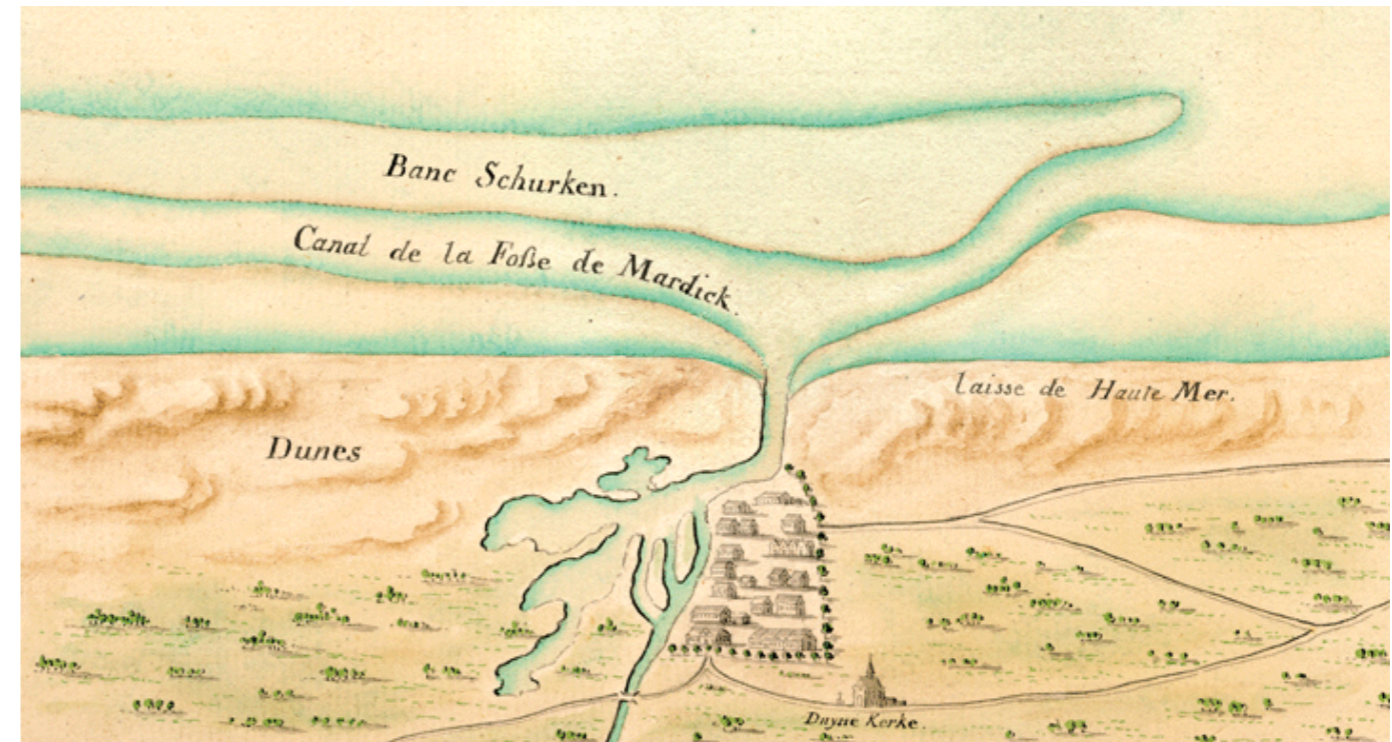 Banc Schurken.
Canal de la Foße de Mardick.
laisse de Haute Mer.
Dunes
Duyne Kerke.